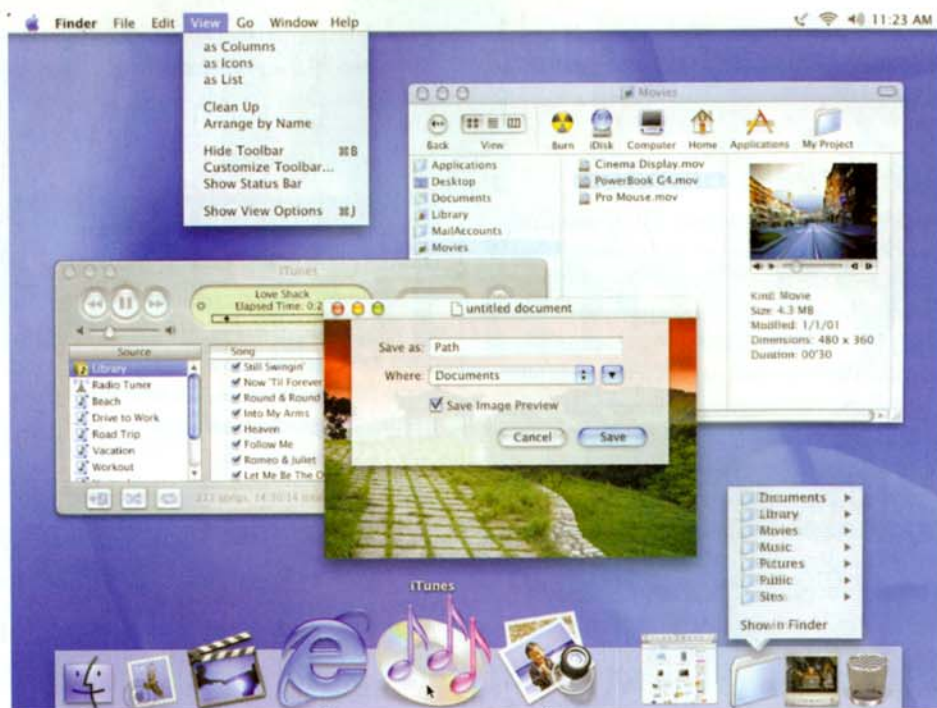 Finder File Edit View Go Window Help
11:23 AM
as Columns
as Icons
as List
Clean Up
Arrange by Name
Hide Toolbar ⌘B
Customize Toolbar...
Show Status Bar
Show View Options ⌘J
Movies
Back View Burn iDisk Computer Home Applications My Project
Applications
Desktop
Documents
Library
MailAccounts
Movies
Cinema Display.mov
PowerBook G4.mov
Pro Mouse.mov
Kind: Movie
Size: 4.3 MB
Modified: 1/1/01
Dimensions: 480 x 360
Duration: 00'30
iTunes
Love Shack
Elapsed Time: 0:2
Source
Library
Radio Tuner
Beach
Drive to Work
Road Trip
Vacation
Workout
Song
Still Swingin'
Now 'Til Forever
Round & Round
Into My Arms
Heaven
Follow Me
Romeo & Juliet
Let Me Be The O
songs,
untitled document
Save as: Path
Where: Documents
Save Image Preview
Cancel Save
Documents
Library
Movies
Music
Pictures
Public
Sites
Show in Finder
iTunes